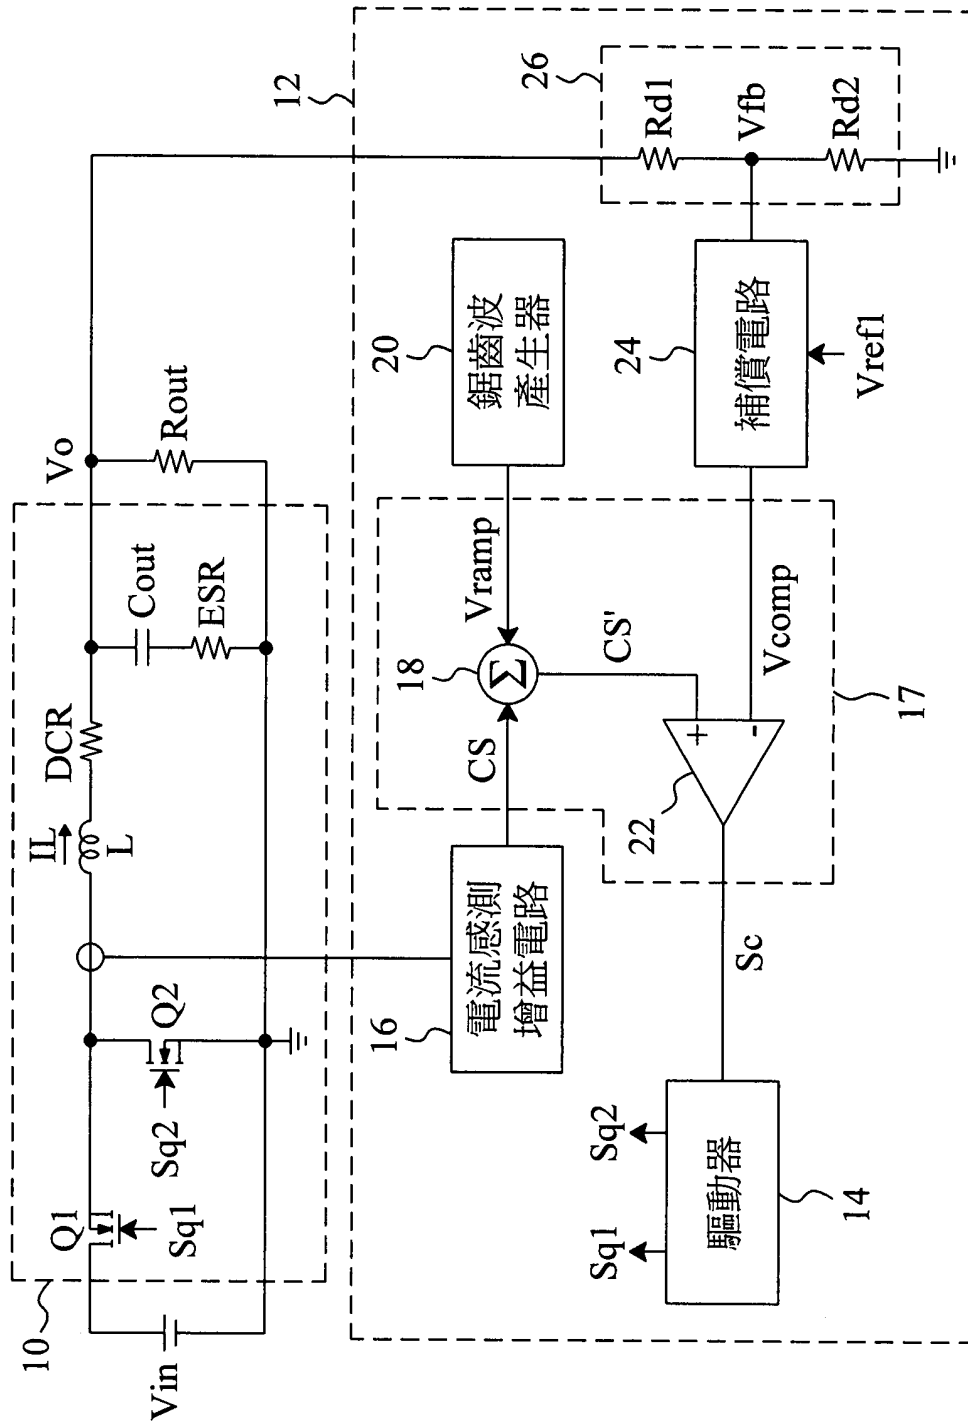 10
Vin
Q1
Sq1
Sq2
Q2
IL
L
DCR
Cout
ESR
Vo
Rout
12
16
電流感測
增益電路
CS
18
Σ
Vramp
20
鋸齒波
產生器
26
Rd1
Vfb
Rd2
CS'
17
Sq1
Sq2
驅動器
14
Sc
22
+
-
Vcomp
24
補償電路
Vref1